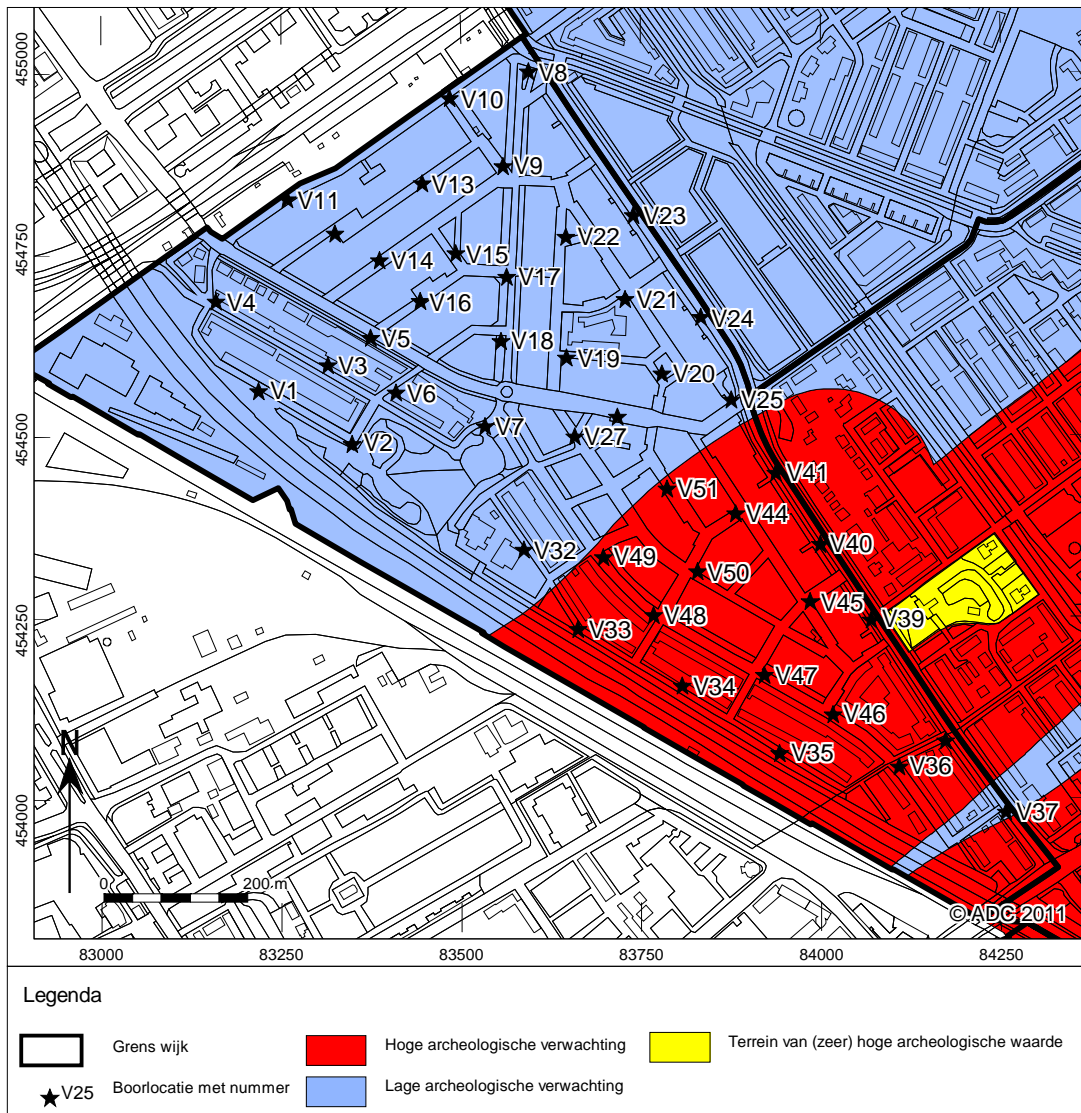 455000
454750
454500
454250
454000
V8
V10
V9
V13
V11
V23
V22
V15
V14
V17
V21
V4
V16
V24
V5
V18
V19
V3
V20
V1
V6
V25
V7
V27
V2
V41
V51
V44
V40
V32
V49
V50
V45
V39
V48
V33
V47
V34
V46
V35
V36
V37
N
0
200 m
© ADC 2011
83000
83250
83500
83750
84000
84250
Legenda
Grens wijk
Hoge archeologische verwachting
Terrein van (zeer) hoge archeologische waarde
V25
Boorlocatie met nummer
Lage archeologische verwachting